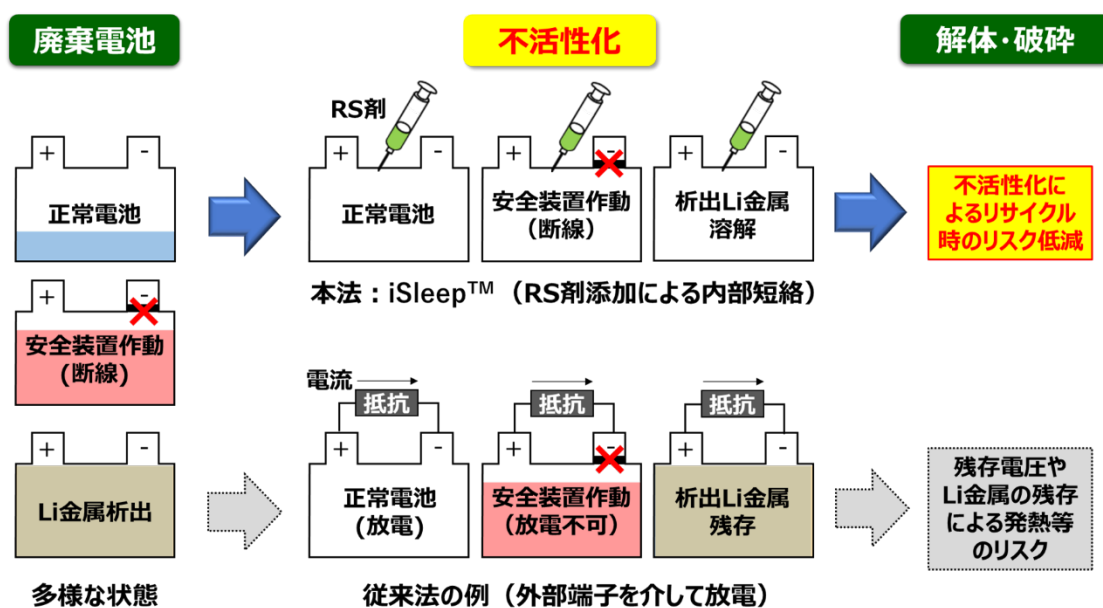 廃棄電池
不活性化
解体・破砕
RS剤
+ -
正常電池
+ -
正常電池
+ -
安全装置作動
(断線)
+ -
析出Li金属
溶解
不活性化に
よるリサイクル
時のリスク低減
本法：iSleep™（RS剤添加による内部短絡）
+ -
安全装置作動
(断線)
電流
抵抗
抵抗
抵抗
+ -
Li金属析出
+ -
正常電池
(放電)
+ -
安全装置作動
（放電不可）
+ -
析出Li金属
残存
残存電圧や
Li金属の残存
による発熱等
のリスク
多様な状態
従来法の例（外部端子を介して放電）